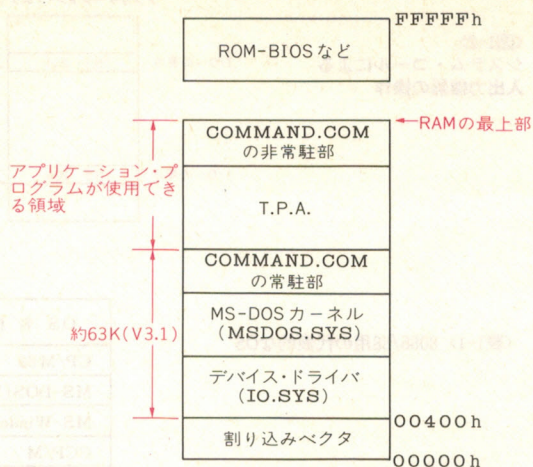 FFFFFh
ROM-BIOSなど
RAMの最上部
COMMAND.COM
の非常駐部
アプリケーション・プ
ログラムが使用でき
る領域
T.P.A.
COMMAND.COM
の常駐部
約63K(V3.1)
MS-DOSカーネル
(MSDOS.SYS)
デバイス・ドライバ
(IO.SYS)
00400h
割り込みベクタ
00000h